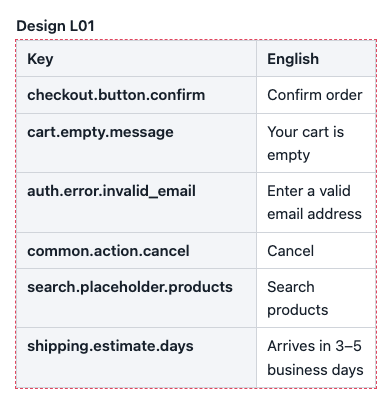 Design L01
Key English
checkout.button.confirm Confirm order
cart.empty.message Your cart is
empty
auth.error.invalid_email Enter a valid
email address
common.action.cancel Cancel
search.placeholder.products Search
products
shipping.estimate.days Arrives in 3–5
business days